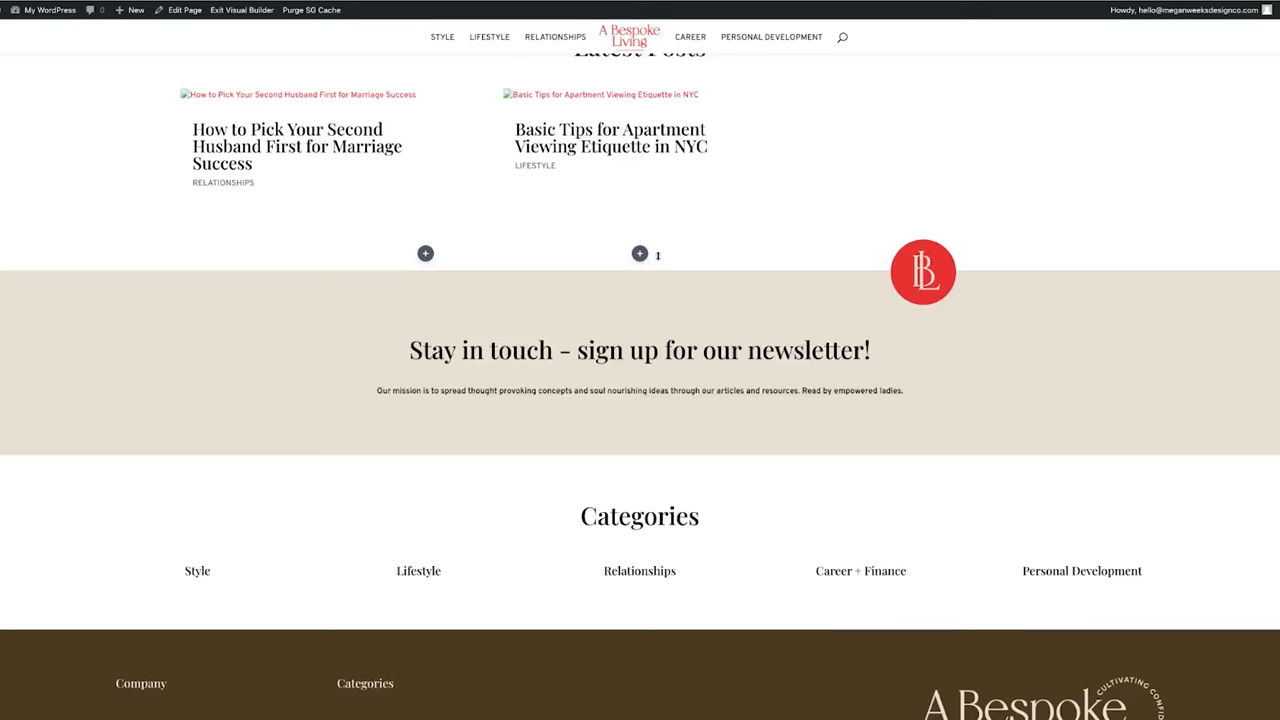 My WordPress 0 New Edit Page Exit Visual Builder Purge SG Cache Howdy, hello@meganweeksdesignco.com
STYLE LIFESTYLE RELATIONSHIPS A Bespoke Living CAREER PERSONAL DEVELOPMENT
Latest Posts
How to Pick Your Second Husband First for Marriage Success
Basic Tips for Apartment Viewing Etiquette in NYC
How to Pick Your Second
Husband First for Marriage
Success
RELATIONSHIPS
Basic Tips for Apartment
Viewing Etiquette in NYC
LIFESTYLE
BL
Stay in touch - sign up for our newsletter!
Our mission is to spread thought provoking concepts and soul nourishing ideas through our articles and resources. Read by empowered ladies.
Categories
Style Lifestyle Relationships Career + Finance Personal Development
Company Categories
A Bespoke
CULTIVATING